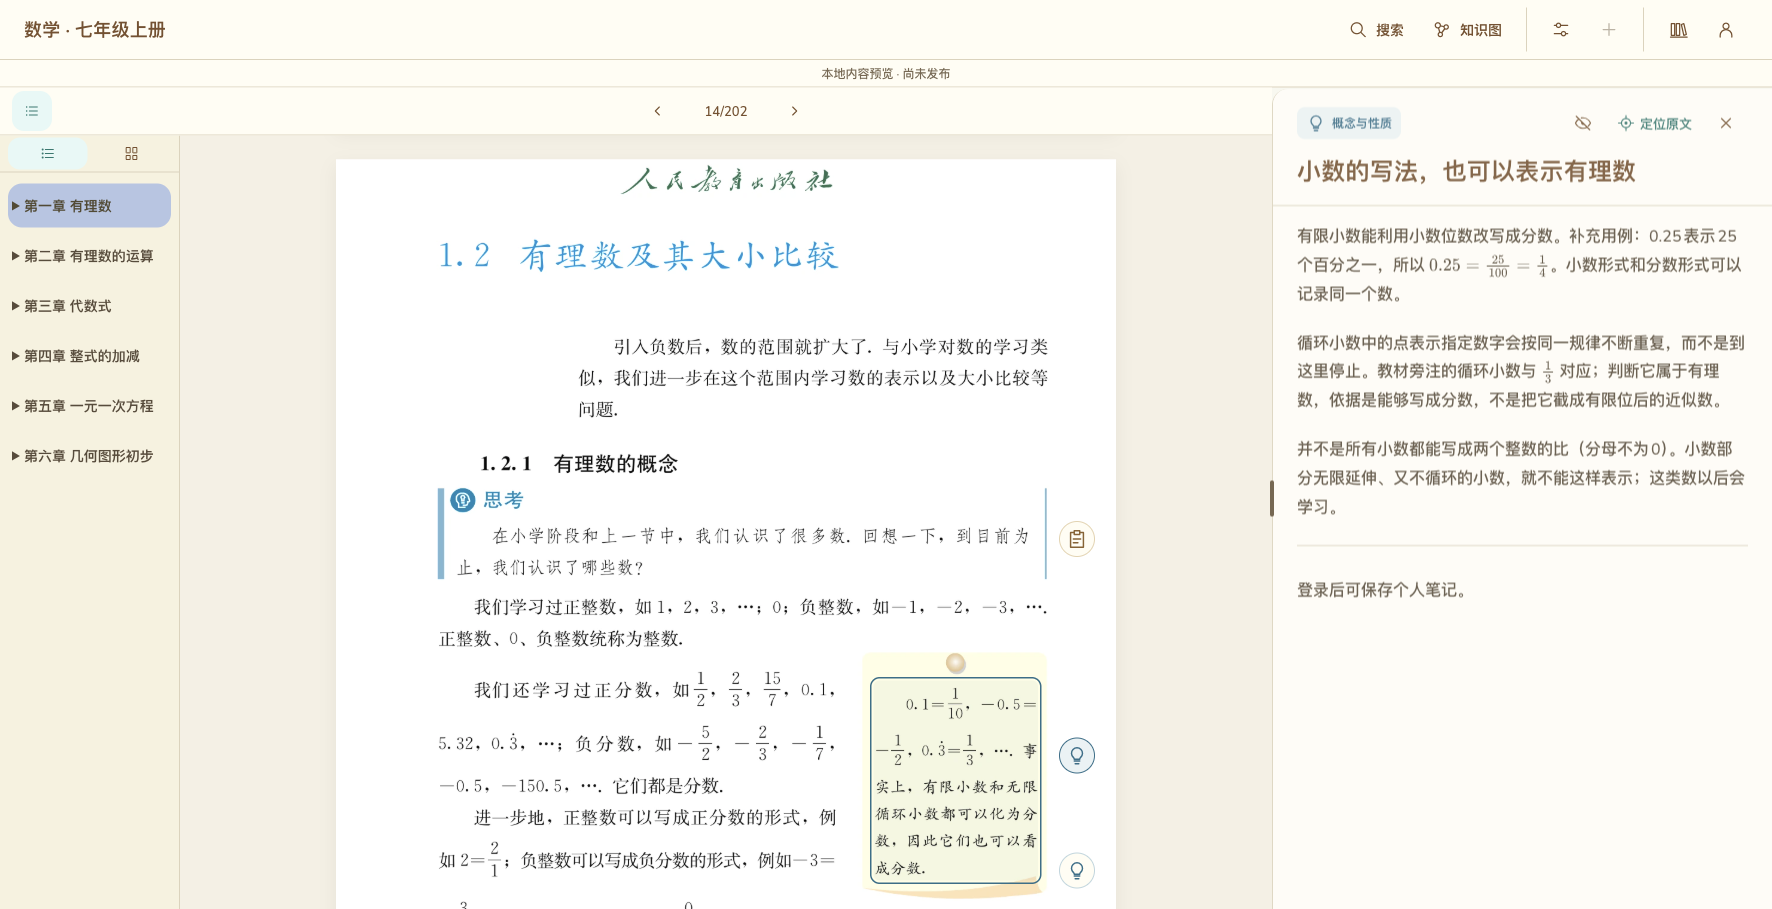 数学 · 七年级上册
搜索
知识图
本地内容预览 · 尚未发布
14/202
第一章 有理数
第二章 有理数的运算
第三章 代数式
第四章 整式的加减
第五章 一元一次方程
第六章 几何图形初步
人民教育出版社
1.2 有理数及其大小比较
引入负数后，数的范围就扩大了. 与小学对数的学习类
似，我们进一步在这个范围内学习数的表示以及大小比较等
问题.
1.2.1 有理数的概念
思考
在小学阶段和上一节中，我们认识了很多数. 回想一下，到目前为
止，我们认识了哪些数？
我们学习过正整数，如 1，2，3，…；0；负整数，如－1，－2，－3，….
正整数、0、负整数统称为整数.
我们还学习过正分数，如 1/2，2/3，15/7，0.1，
5.32，0.3̇，…；负分数，如－5/2，－2/3，－1/7，
－0.5，－150.5，…. 它们都是分数.
进一步地，正整数可以写成正分数的形式，例
如 2＝2/1；负整数可以写成负分数的形式，例如－3＝
3 0
0.1＝1/10，－0.5＝
－1/2，0.3̇＝1/3，…. 事
实上，有限小数和无限
循环小数都可以化为分
数，因此它们也可以看
成分数.
概念与性质
定位原文
小数的写法，也可以表示有理数
有限小数能利用小数位数改写成分数。补充用例：0.25表示25
个百分之一，所以 0.25 = 25/100 = 1/4。小数形式和分数形式可以
记录同一个数。
循环小数中的点表示指定数字会按同一规律不断重复，而不是到
这里停止。教材旁注的循环小数与 1/3 对应；判断它属于有理
数，依据是能够写成分数，不是把它截成有限位后的近似数。
并不是所有小数都能写成两个整数的比（分母不为0）。小数部
分无限延伸、又不循环的小数，就不能这样表示；这类数以后会
学习。
登录后可保存个人笔记。